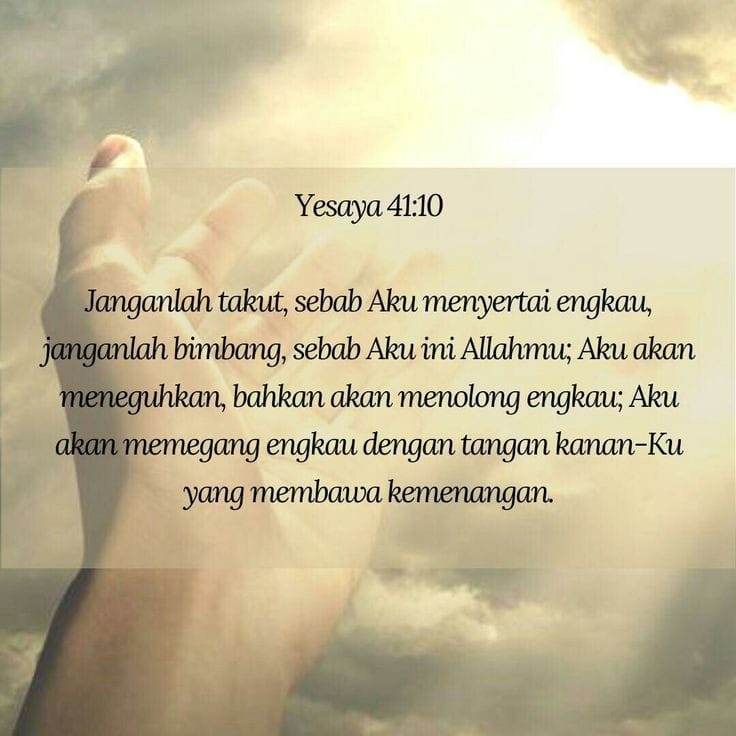 Yesaya 41:10
Janganlah takut, sebab Aku menyertai engkau,
janganlah bimbang, sebab Aku ini Allahmu; Aku akan
meneguhkan, bahkan akan menolong engkau; Aku
akan memegang engkau dengan tangan kanan-Ku
yang membawa kemenangan.